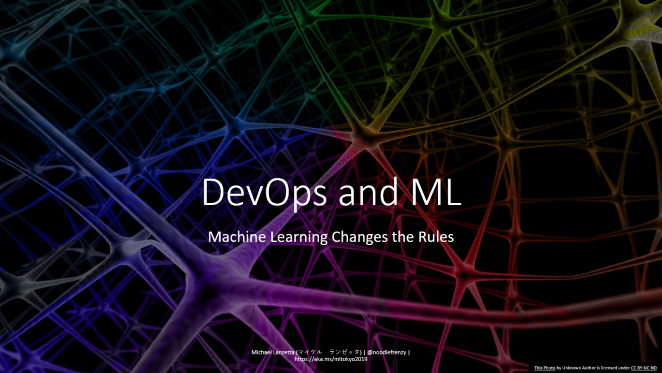 DevOps and ML
Machine Learning Changes the Rules
Michael Lanzetta (マイケル　ランゼッタ) | @noodlefrenzy |
https://aka.ms/mltokyo2019
This Photo by Unknown Author is licensed under CC BY-NC-ND